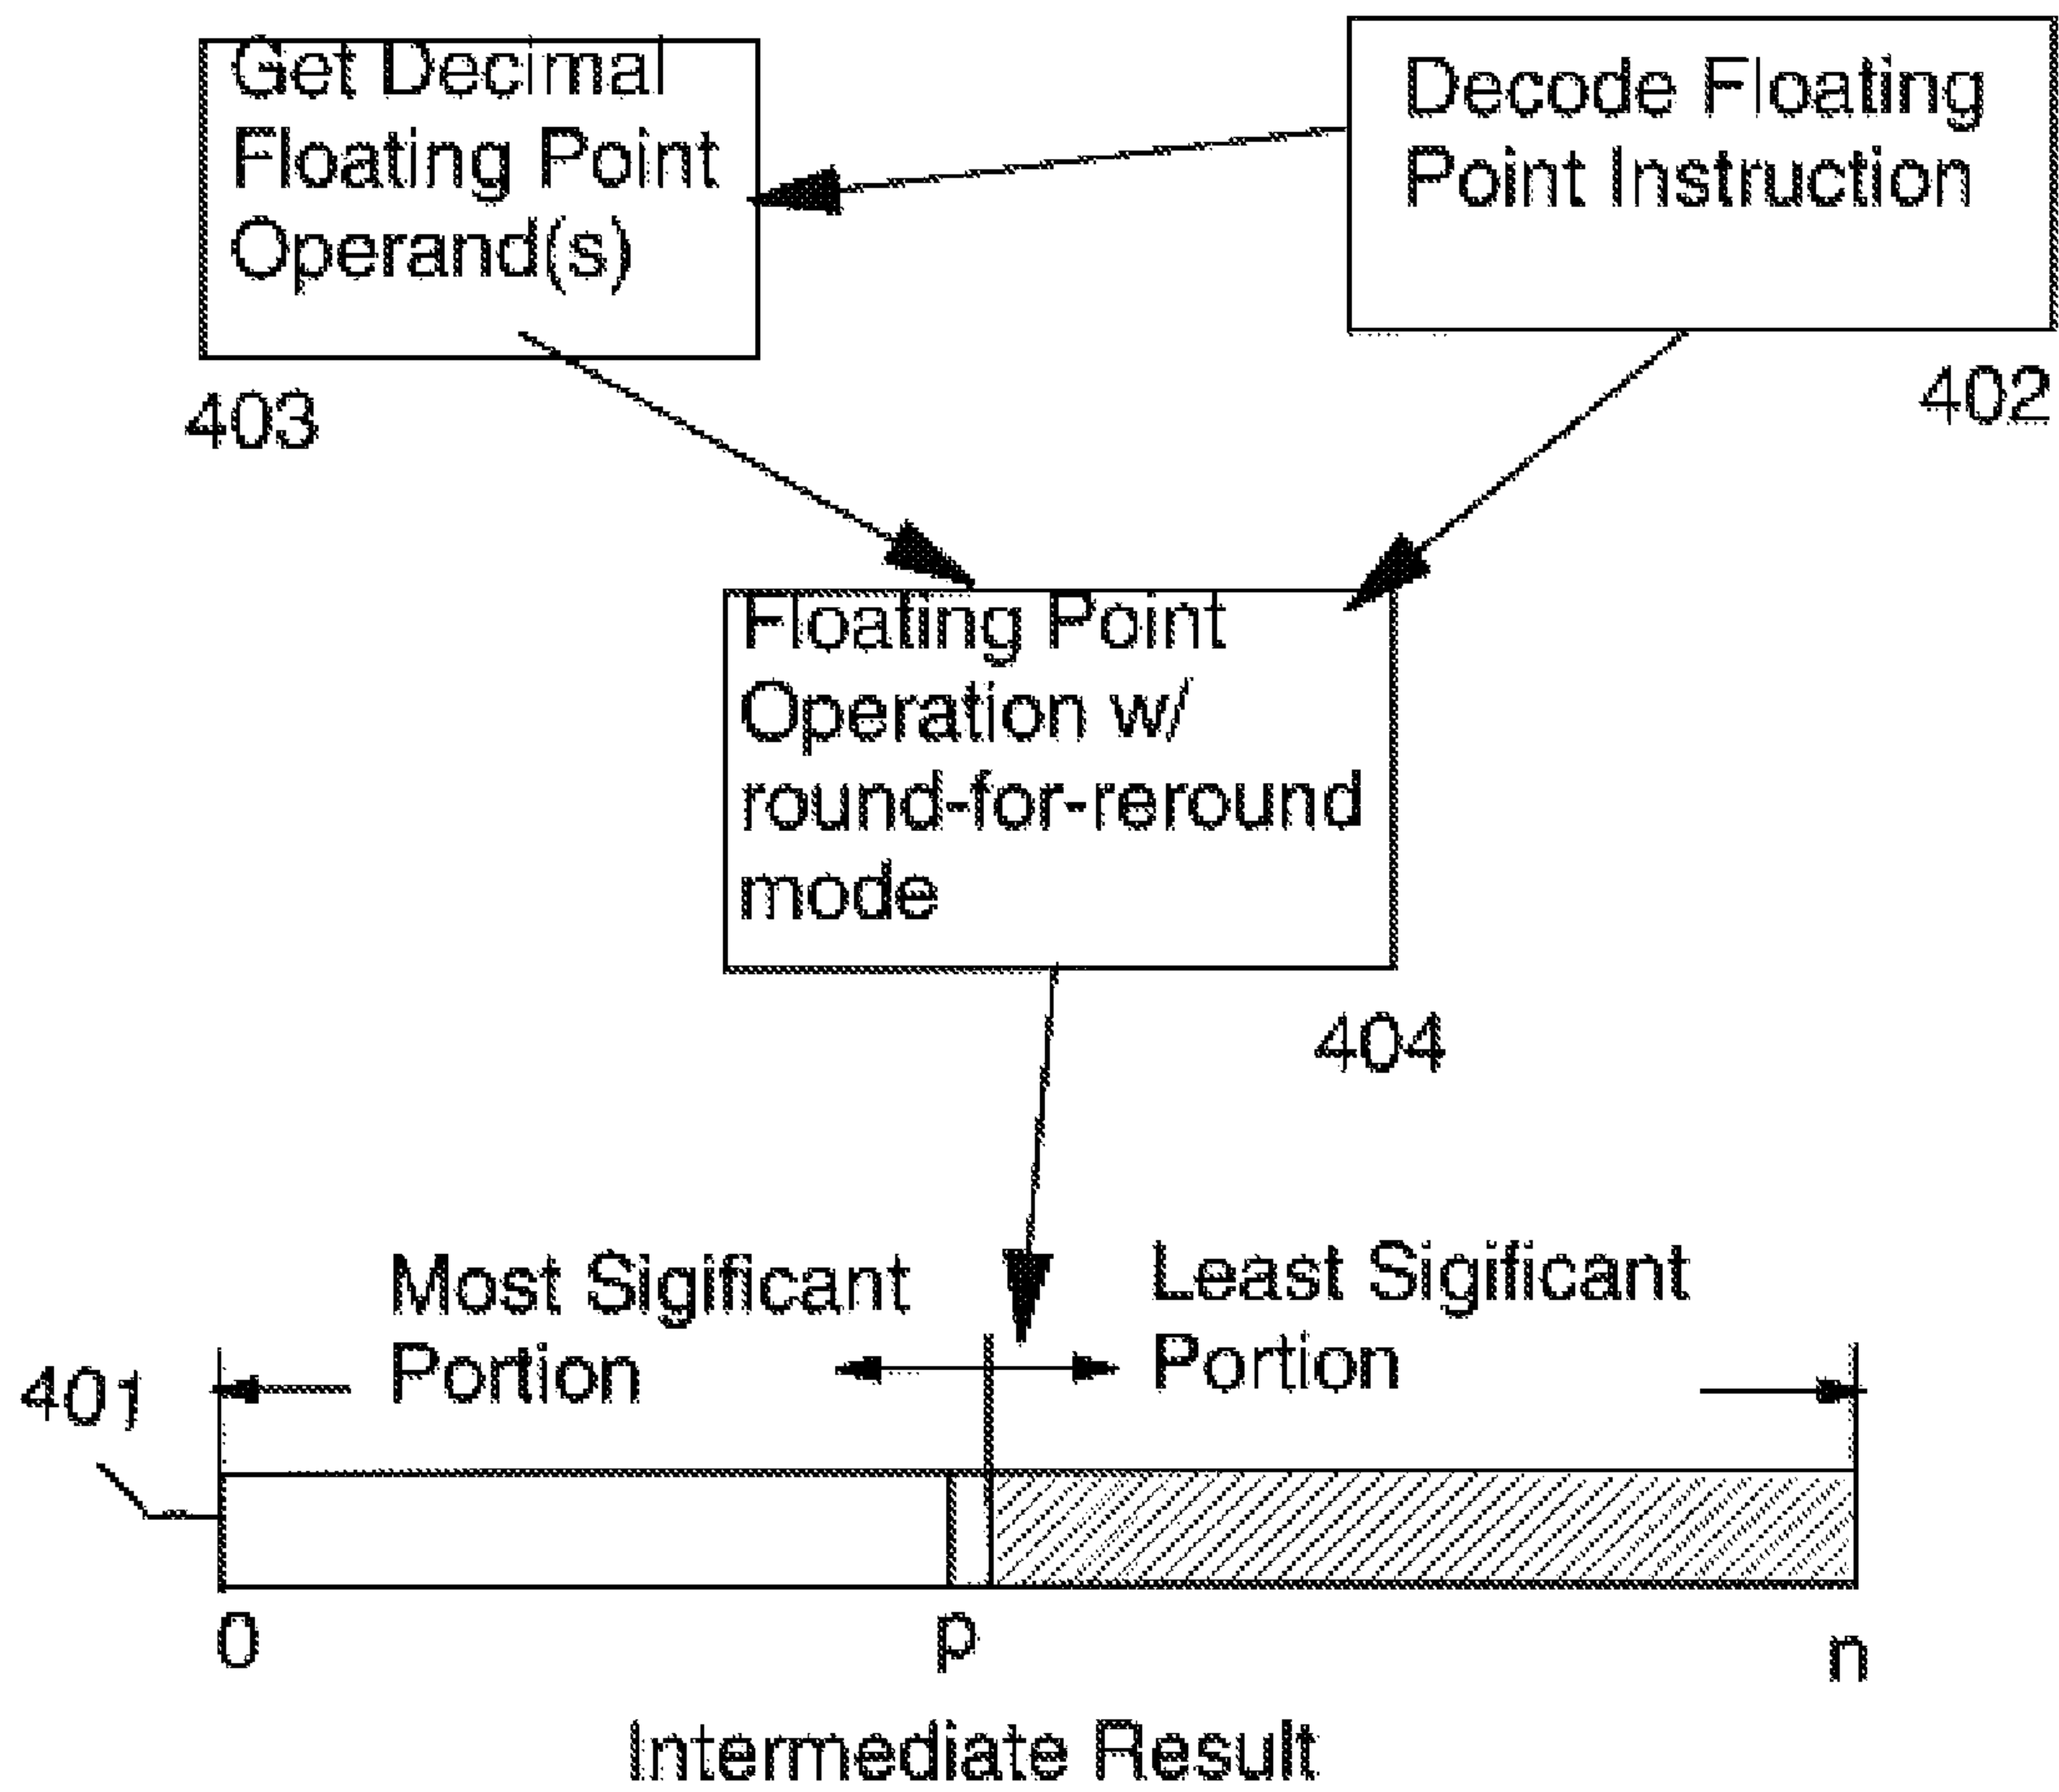 Get Decimal
Floating Point
Operand(s)
403
Decode Floating
Point Instruction
402
Floating Point
Operation w/
round-for-reround
mode
404
Most Sigificant
Portion
Least Sigificant
Portion
401
0
p
n
Intermediate Result